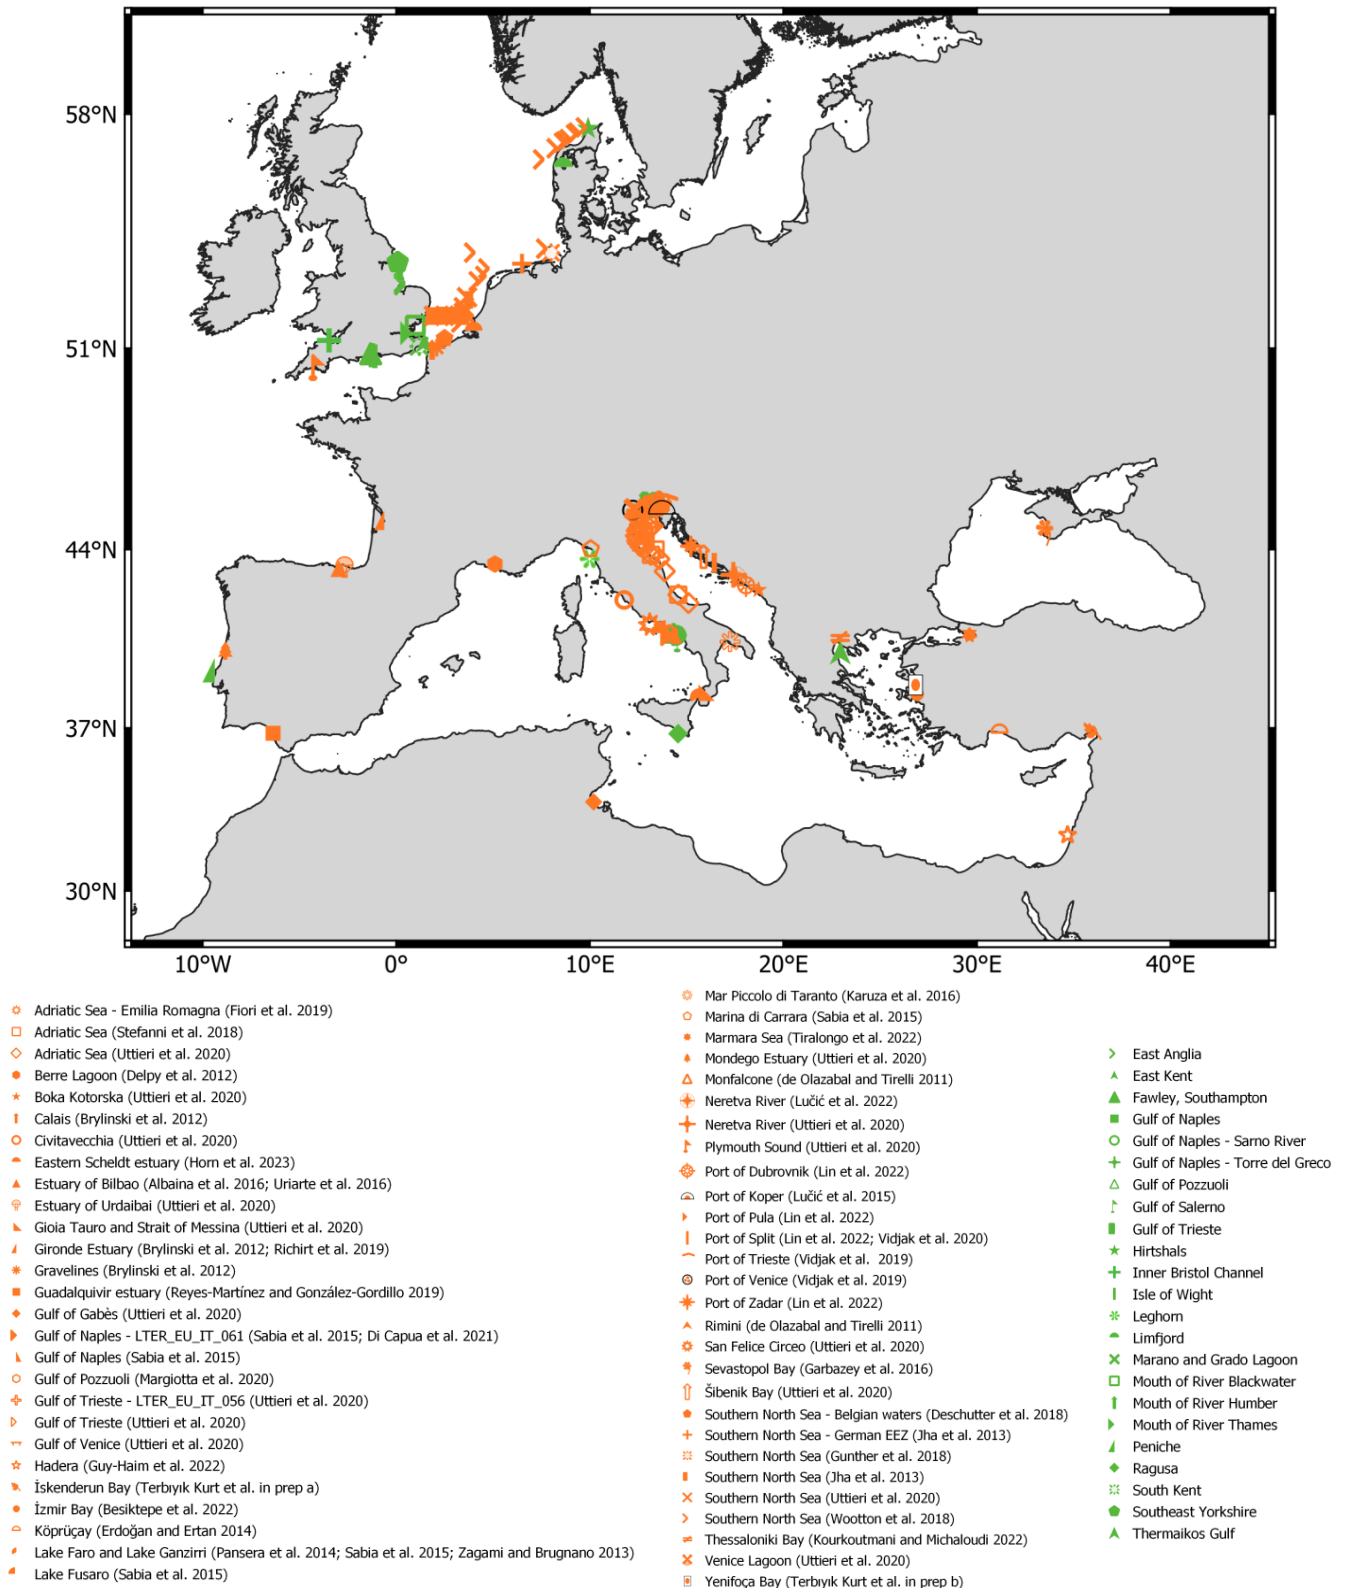 58°N
51°N
44°N
37°N
30°N
10°W 0° 10°E 20°E 30°E 40°E
Adriatic Sea - Emilia Romagna (Fiori et al. 2019)
Adriatic Sea (Stefanni et al. 2018)
Adriatic Sea (Uttieri et al. 2020)
Berre Lagoon (Delpy et al. 2012)
Boka Kotorska (Uttieri et al. 2020)
Calais (Brylinski et al. 2012)
Civitavecchia (Uttieri et al. 2020)
Eastern Scheldt estuary (Horn et al. 2023)
Estuary of Bilbao (Albaina et al. 2016; Uriarte et al. 2016)
Estuary of Urdaibai (Uttieri et al. 2020)
Gioia Tauro and Strait of Messina (Uttieri et al. 2020)
Gironde Estuary (Brylinski et al. 2012; Richirt et al. 2019)
Gravelines (Brylinski et al. 2012)
Guadalquivir estuary (Reyes-Martínez and González-Gordillo 2019)
Gulf of Gabès (Uttieri et al. 2020)
Gulf of Naples - LTER_EU_IT_061 (Sabia et al. 2015; Di Capua et al. 2021)
Gulf of Naples (Sabia et al. 2015)
Gulf of Pozzuoli (Margiotta et al. 2020)
Gulf of Trieste - LTER_EU_IT_056 (Uttieri et al. 2020)
Gulf of Trieste (Uttieri et al. 2020)
Gulf of Venice (Uttieri et al. 2020)
Hadera (Guy-Haim et al. 2022)
İskenderun Bay (Terbıyık Kurt et al. in prep a)
İzmir Bay (Besiktepe et al. 2022)
Köprüçay (Erdoğan and Ertan 2014)
Lake Faro and Lake Ganzirri (Pansera et al. 2014; Sabia et al. 2015; Zagami and Brugnano 2013)
Lake Fusaro (Sabia et al. 2015)
Mar Piccolo di Taranto (Karuza et al. 2016)
Marina di Carrara (Sabia et al. 2015)
Marmara Sea (Tiralongo et al. 2022)
Mondego Estuary (Uttieri et al. 2020)
Monfalcone (de Olazabal and Tirelli 2011)
Neretva River (Lučić et al. 2022)
Neretva River (Uttieri et al. 2020)
Plymouth Sound (Uttieri et al. 2020)
Port of Dubrovnik (Lin et al. 2022)
Port of Koper (Lučić et al. 2015)
Port of Pula (Lin et al. 2022)
Port of Split (Lin et al. 2022; Vidjak et al. 2020)
Port of Trieste (Vidjak et al. 2019)
Port of Venice (Vidjak et al. 2019)
Port of Zadar (Lin et al. 2022)
Rimini (de Olazabal and Tirelli 2011)
San Felice Circeo (Uttieri et al. 2020)
Sevastopol Bay (Garbazey et al. 2016)
Šibenik Bay (Uttieri et al. 2020)
Southern North Sea - Belgian waters (Deschutter et al. 2018)
Southern North Sea - German EEZ (Jha et al. 2013)
Southern North Sea (Gunther et al. 2018)
Southern North Sea (Jha et al. 2013)
Southern North Sea (Uttieri et al. 2020)
Southern North Sea (Wootton et al. 2018)
Thessaloniki Bay (Kourkoutmani and Michaloudi 2022)
Venice Lagoon (Uttieri et al. 2020)
Yenifoça Bay (Terbıyık Kurt et al. in prep b)
East Anglia
East Kent
Fawley, Southampton
Gulf of Naples
Gulf of Naples - Sarno River
Gulf of Naples - Torre del Greco
Gulf of Pozzuoli
Gulf of Salerno
Gulf of Trieste
Hirtshals
Inner Bristol Channel
Isle of Wight
Leghorn
Limfjord
Marano and Grado Lagoon
Mouth of River Blackwater
Mouth of River Humber
Mouth of River Thames
Peniche
Ragusa
South Kent
Southeast Yorkshire
Thermaikos Gulf